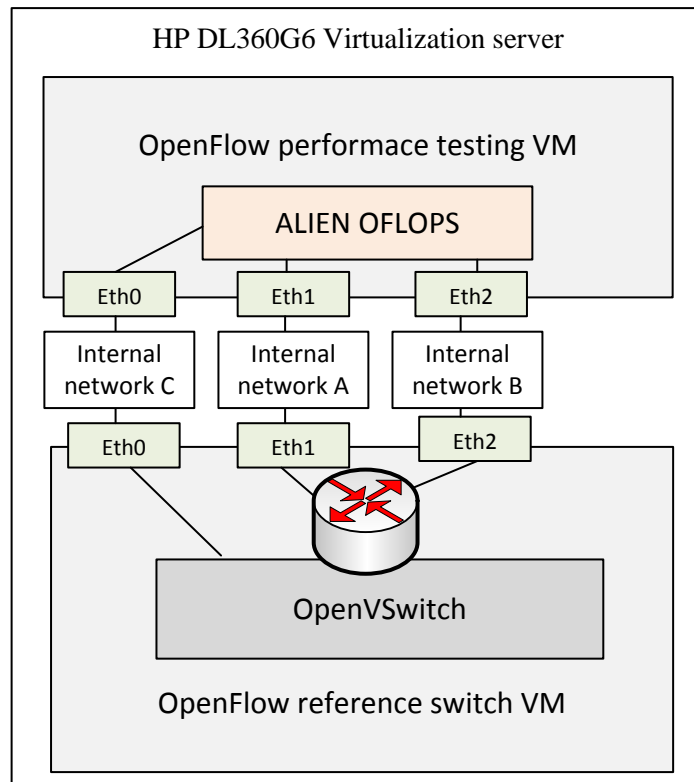 HP DL360G6 Virtualization server
OpenFlow performace testing VM
ALIEN OFLOPS
Eth0
Eth1
Eth2
Internal
network C
Internal
network A
Internal
network B
Eth0
Eth1
Eth2
OpenVSwitch
OpenFlow reference switch VM